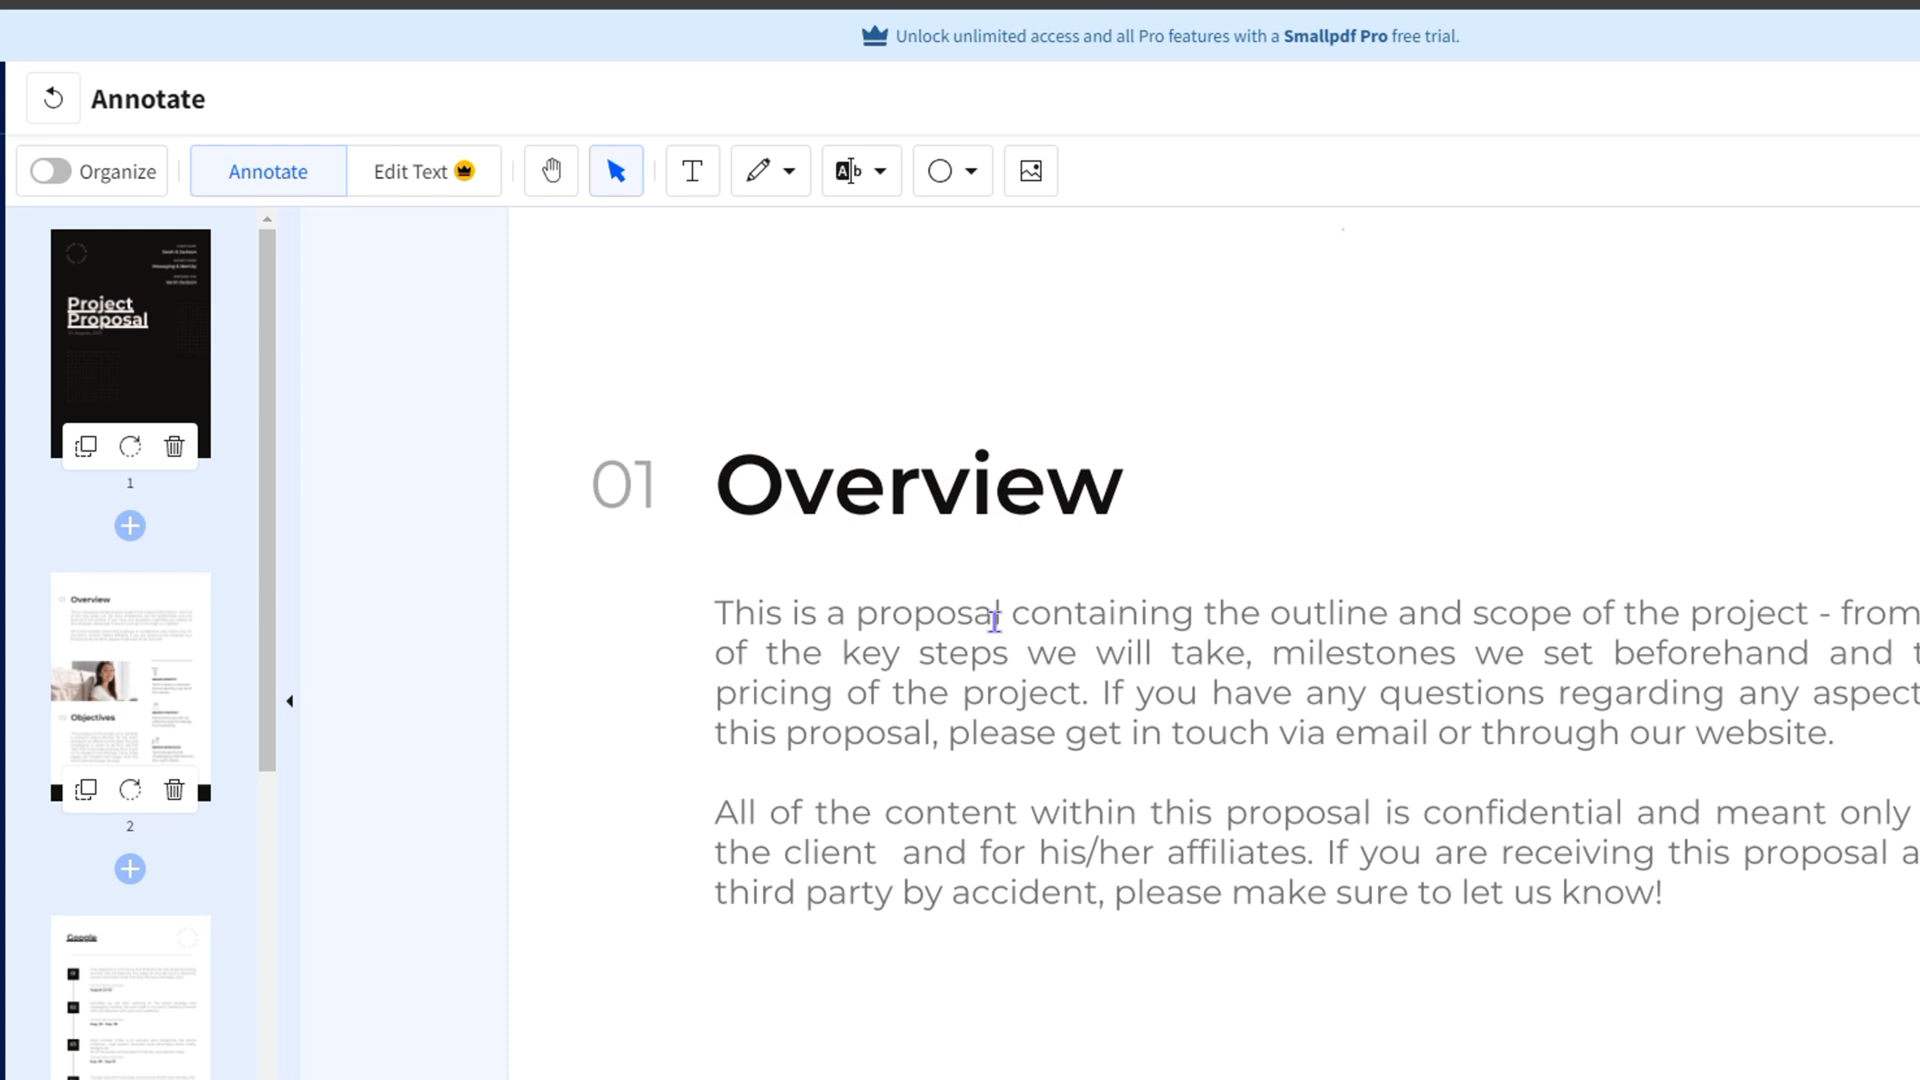 Unlock unlimited access and all Pro features with a Smallpdf Pro free trial.
Annotate
Organize
Annotate
Edit Text
T
A b
Project
Proposal
1
01 Overview
Objectives
2
Google
01 Overview
This is a proposal containing the outline and scope of the project - from
of the key steps we will take, milestones we set beforehand and t
pricing of the project. If you have any questions regarding any aspect
this proposal, please get in touch via email or through our website.
All of the content within this proposal is confidential and meant only
the client and for his/her affiliates. If you are receiving this proposal a
third party by accident, please make sure to let us know!